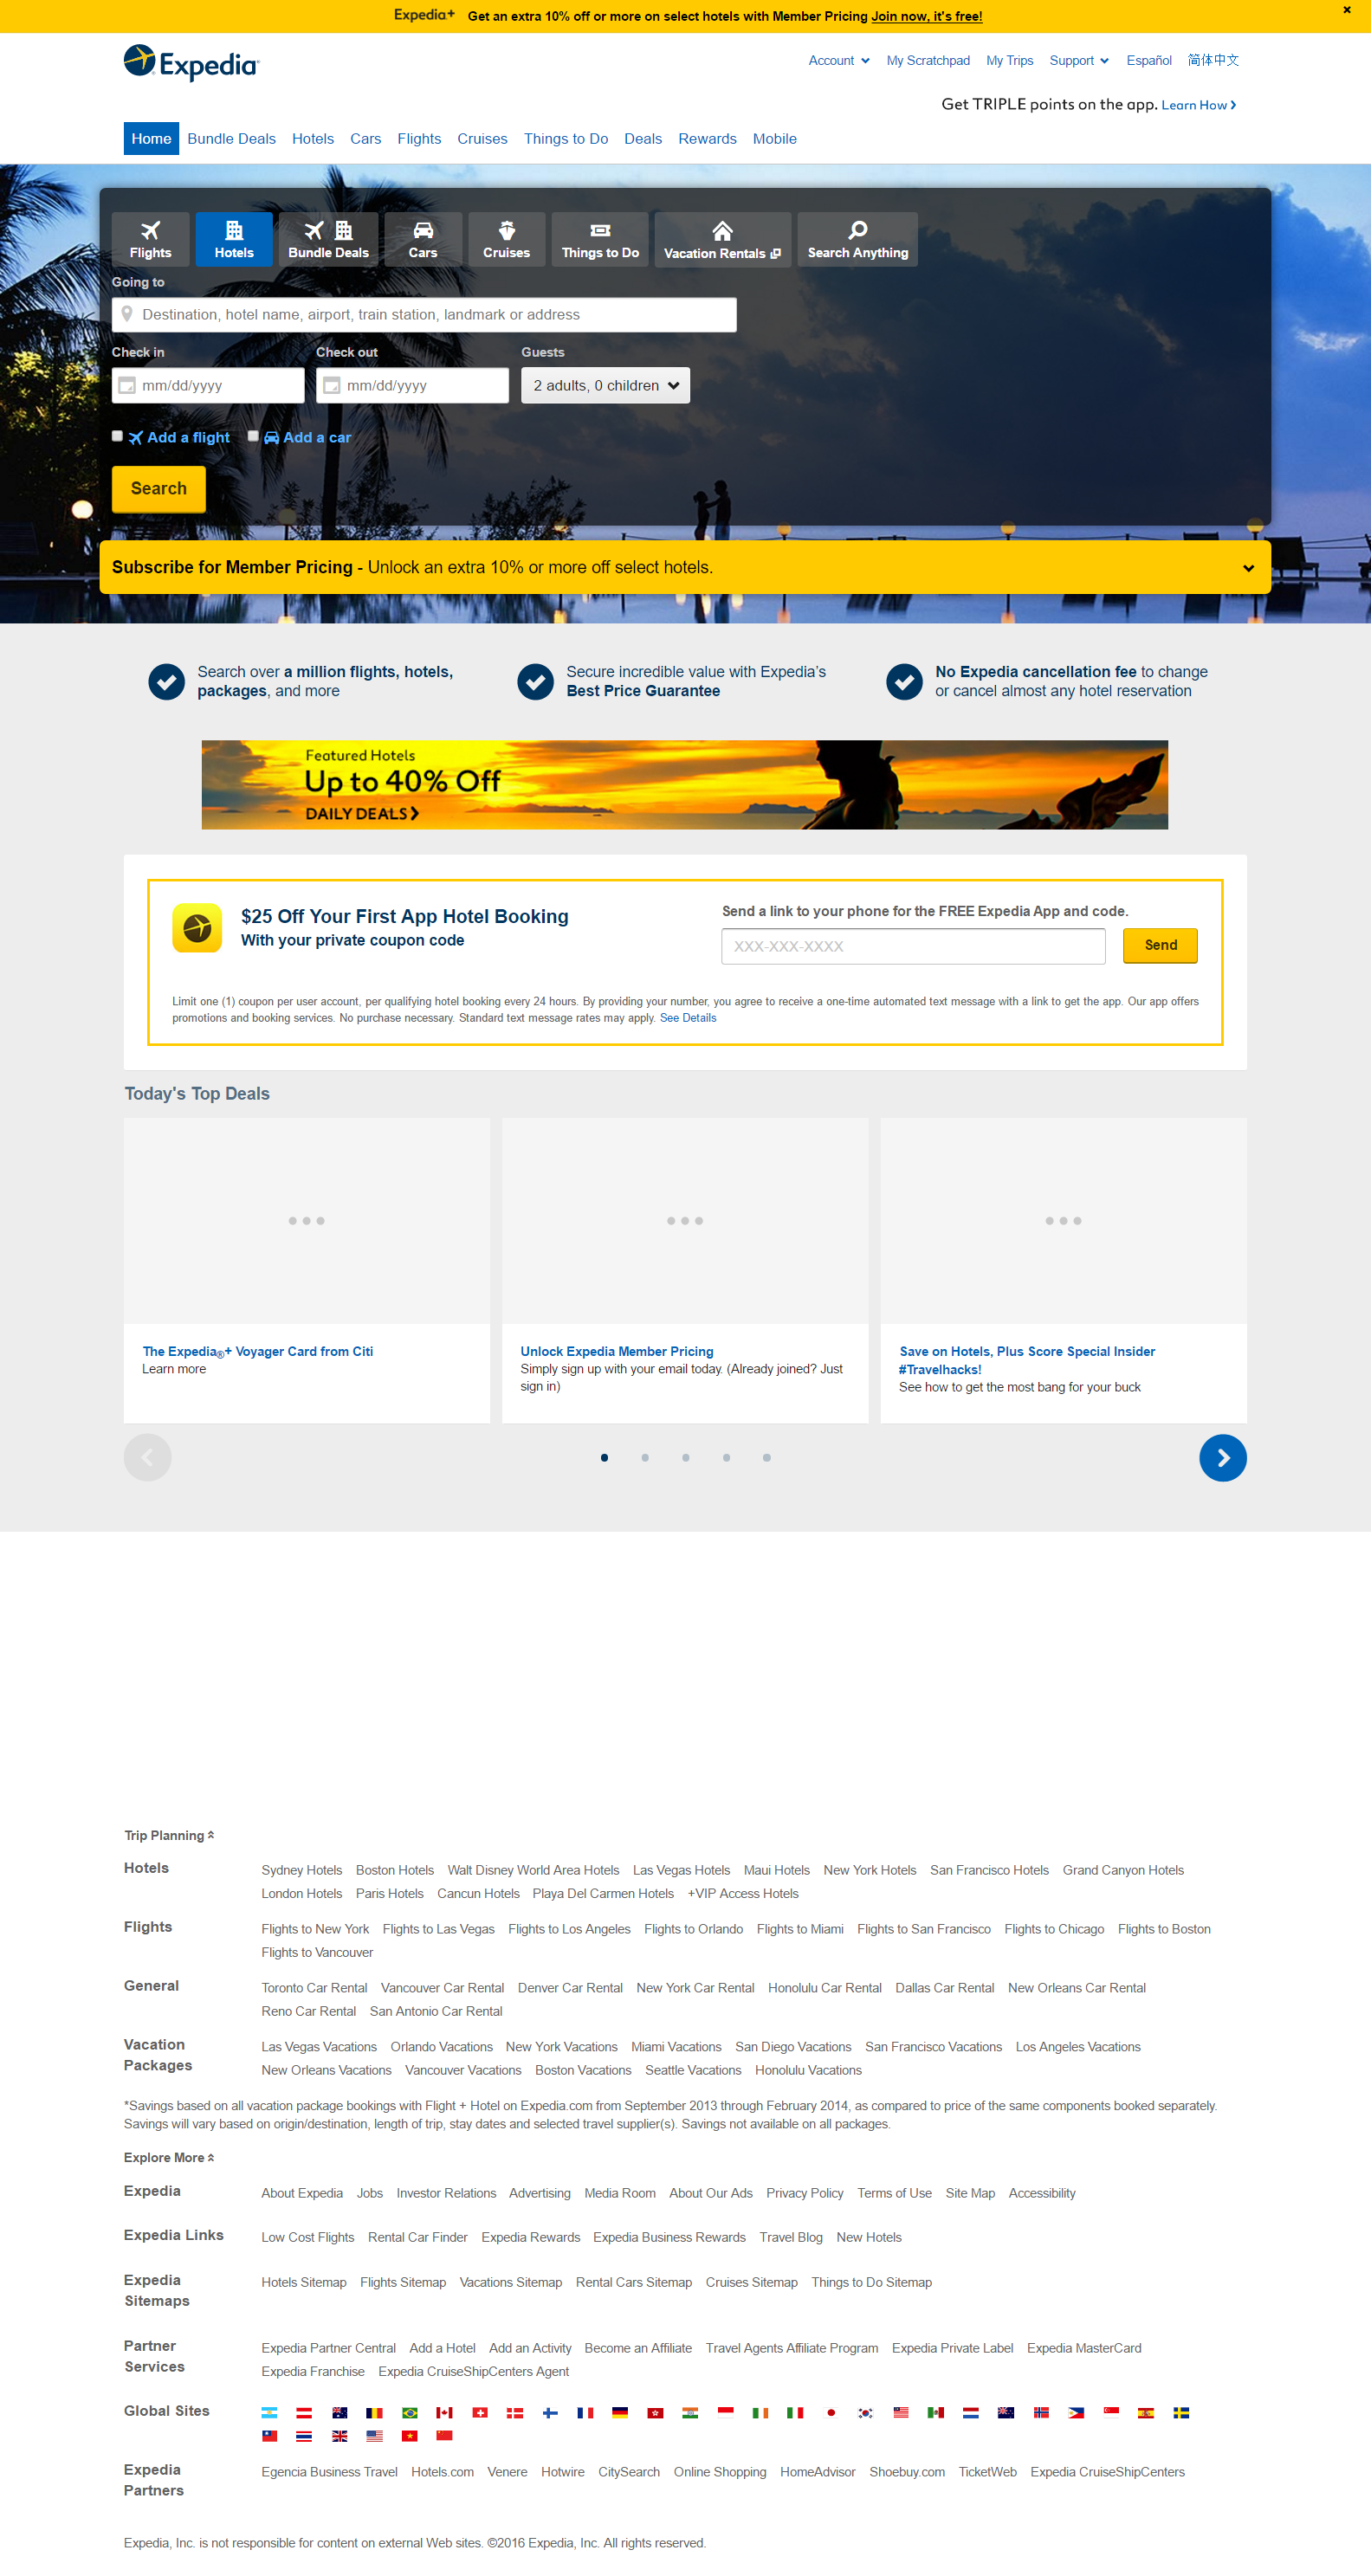 Expedia+ Get an extra 10% off or more on select hotels with Member Pricing Join now, it's free!
Expedia
Account My Scratchpad My Trips Support Español 简体中文
Get TRIPLE points on the app. Learn How
Home Bundle Deals Hotels Cars Flights Cruises Things to Do Deals Rewards Mobile
Flights Hotels Bundle Deals Cars Cruises Things to Do Vacation Rentals Search Anything
Going to
Destination, hotel name, airport, train station, landmark or address
Check in Check out Guests
mm/dd/yyyy mm/dd/yyyy 2 adults, 0 children
Add a flight Add a car
Search
Subscribe for Member Pricing - Unlock an extra 10% or more off select hotels.
Search over a million flights, hotels,
packages, and more
Secure incredible value with Expedia’s
Best Price Guarantee
No Expedia cancellation fee to change
or cancel almost any hotel reservation
Featured Hotels
Up to 40% Off
DAILY DEALS
$25 Off Your First App Hotel Booking
With your private coupon code
Send a link to your phone for the FREE Expedia App and code.
XXX-XXX-XXXX Send
Limit one (1) coupon per user account, per qualifying hotel booking every 24 hours. By providing your number, you agree to receive a one-time automated text message with a link to get the app. Our app offers
promotions and booking services. No purchase necessary. Standard text message rates may apply. See Details
Today's Top Deals
The Expedia®+ Voyager Card from Citi
Learn more
Unlock Expedia Member Pricing
Simply sign up with your email today. (Already joined? Just
sign in)
Save on Hotels, Plus Score Special Insider
#Travelhacks!
See how to get the most bang for your buck
Trip Planning
Hotels
Sydney Hotels Boston Hotels Walt Disney World Area Hotels Las Vegas Hotels Maui Hotels New York Hotels San Francisco Hotels Grand Canyon Hotels
London Hotels Paris Hotels Cancun Hotels Playa Del Carmen Hotels +VIP Access Hotels
Flights
Flights to New York Flights to Las Vegas Flights to Los Angeles Flights to Orlando Flights to Miami Flights to San Francisco Flights to Chicago Flights to Boston
Flights to Vancouver
General
Toronto Car Rental Vancouver Car Rental Denver Car Rental New York Car Rental Honolulu Car Rental Dallas Car Rental New Orleans Car Rental
Reno Car Rental San Antonio Car Rental
Vacation
Packages
Las Vegas Vacations Orlando Vacations New York Vacations Miami Vacations San Diego Vacations San Francisco Vacations Los Angeles Vacations
New Orleans Vacations Vancouver Vacations Boston Vacations Seattle Vacations Honolulu Vacations
*Savings based on all vacation package bookings with Flight + Hotel on Expedia.com from September 2013 through February 2014, as compared to price of the same components booked separately.
Savings will vary based on origin/destination, length of trip, stay dates and selected travel supplier(s). Savings not available on all packages.
Explore More
Expedia
About Expedia Jobs Investor Relations Advertising Media Room About Our Ads Privacy Policy Terms of Use Site Map Accessibility
Expedia Links
Low Cost Flights Rental Car Finder Expedia Rewards Expedia Business Rewards Travel Blog New Hotels
Expedia
Sitemaps
Hotels Sitemap Flights Sitemap Vacations Sitemap Rental Cars Sitemap Cruises Sitemap Things to Do Sitemap
Partner
Services
Expedia Partner Central Add a Hotel Add an Activity Become an Affiliate Travel Agents Affiliate Program Expedia Private Label Expedia MasterCard
Expedia Franchise Expedia CruiseShipCenters Agent
Global Sites
Expedia
Partners
Egencia Business Travel Hotels.com Venere Hotwire CitySearch Online Shopping HomeAdvisor Shoebuy.com TicketWeb Expedia CruiseShipCenters
Expedia, Inc. is not responsible for content on external Web sites. ©2016 Expedia, Inc. All rights reserved.